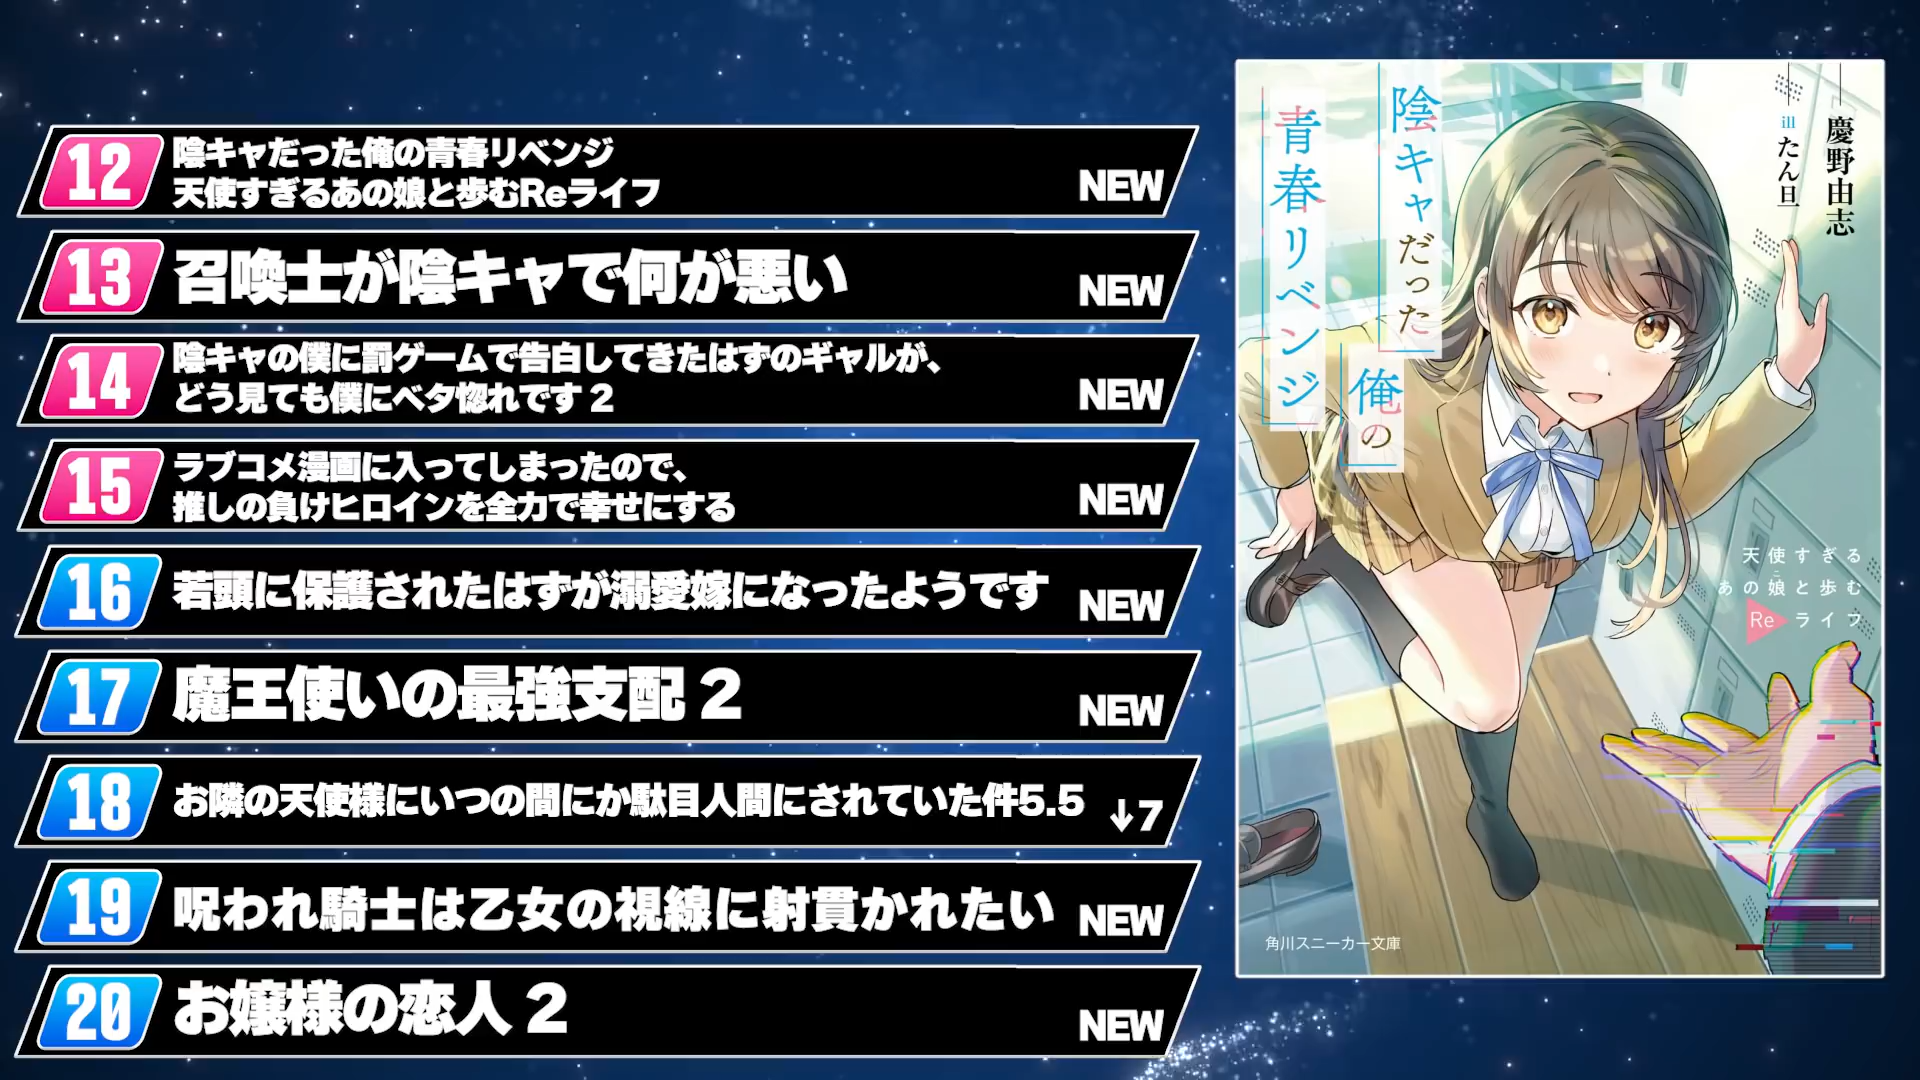 12
陰キャだった俺の青春リベンジ
天使すぎるあの娘と歩むReライフ
NEW
13
召喚士が陰キャで何が悪い
NEW
14
陰キャの僕に罰ゲームで告白してきたはずのギャルが、
どう見ても僕にベタ惚れです 2
NEW
15
ラブコメ漫画に入ってしまったので、
推しの負けヒロインを全力で幸せにする
NEW
16
若頭に保護されたはずが溺愛嫁になったようです
NEW
17
魔王使いの最強支配 2
NEW
18
お隣の天使様にいつの間にか駄目人間にされていた件5.5
↓7
19
呪われ騎士は乙女の視線に射貫かれたい
NEW
20
お嬢様の恋人 2
NEW
慶野由志
ill たん旦
陰キャだった
俺の
青春リベンジ
天使すぎる
あの娘と歩む
Reライフ
角川スニーカー文庫